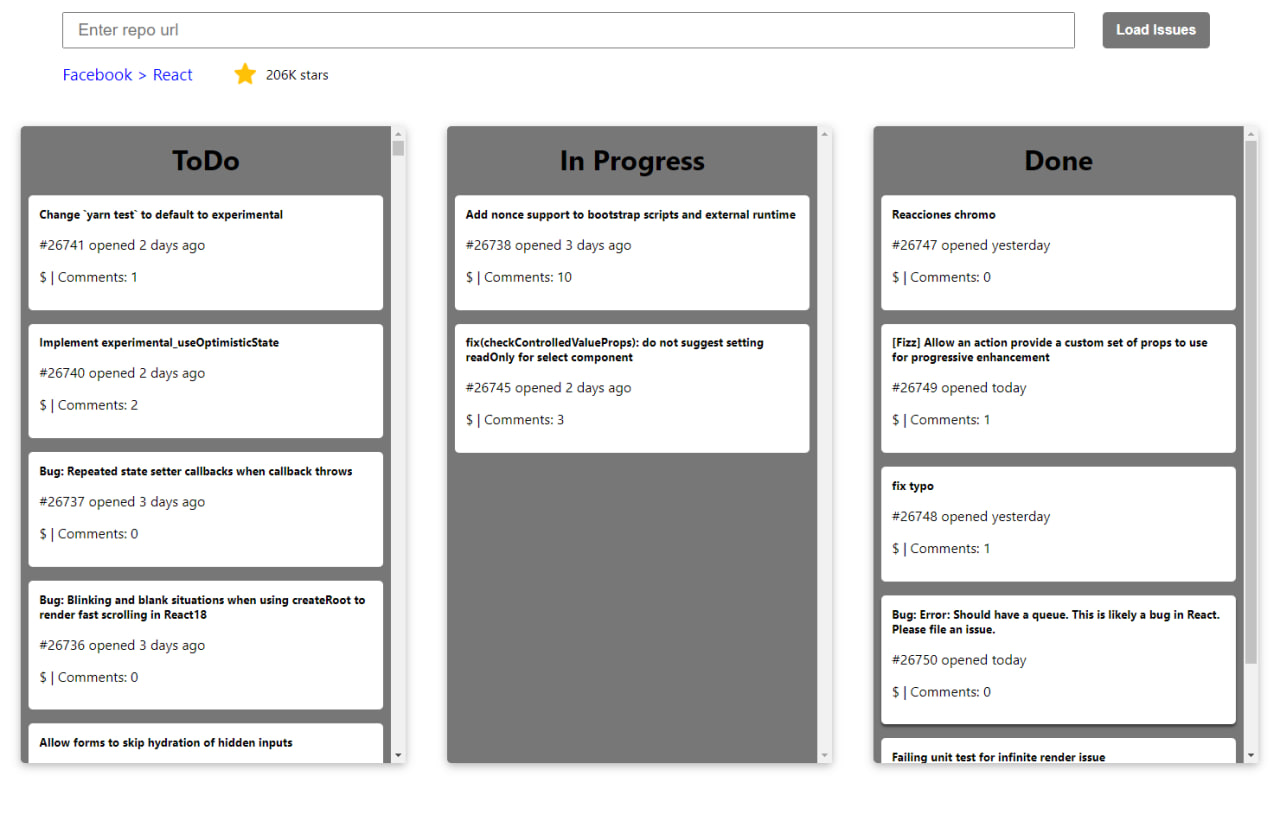 Enter repo url
Load Issues
Facebook > React
206K stars
ToDo
Change `yarn test` to default to experimental
#26741 opened 2 days ago
$ | Comments: 1
Implement experimental_useOptimisticState
#26740 opened 2 days ago
$ | Comments: 2
Bug: Repeated state setter callbacks when callback throws
#26737 opened 3 days ago
$ | Comments: 0
Bug: Blinking and blank situations when using createRoot to
render fast scrolling in React18
#26736 opened 3 days ago
$ | Comments: 0
Allow forms to skip hydration of hidden inputs
In Progress
Add nonce support to bootstrap scripts and external runtime
#26738 opened 3 days ago
$ | Comments: 10
fix(checkControlledValueProps): do not suggest setting
readOnly for select component
#26745 opened 2 days ago
$ | Comments: 3
Done
Reacciones chromo
#26747 opened yesterday
$ | Comments: 0
[Fizz] Allow an action provide a custom set of props to use
for progressive enhancement
#26749 opened today
$ | Comments: 1
fix typo
#26748 opened yesterday
$ | Comments: 1
Bug: Error: Should have a queue. This is likely a bug in React.
Please file an issue.
#26750 opened today
$ | Comments: 0
Failing unit test for infinite render issue